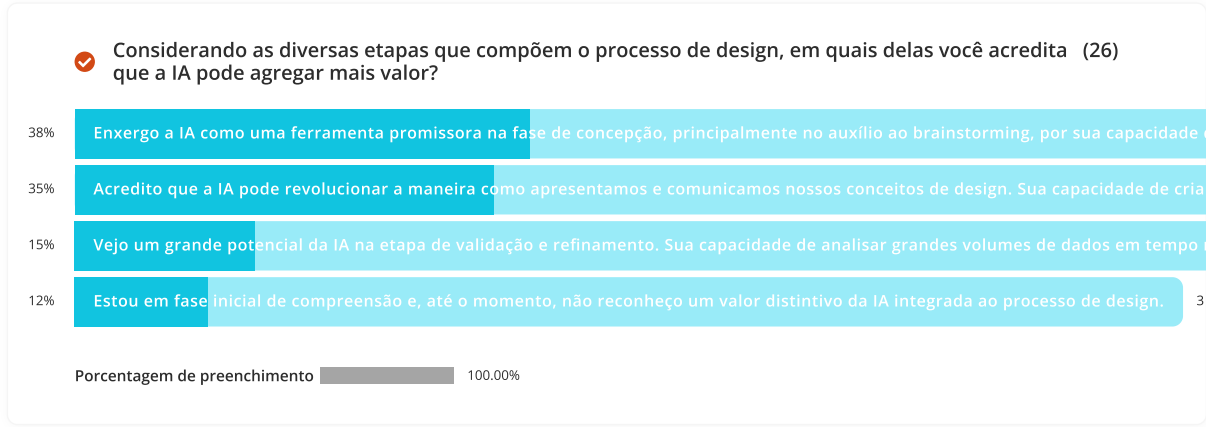 Considerando as diversas etapas que compõem o processo de design, em quais delas você acredita (26)
que a IA pode agregar mais valor?
38% Enxergo a IA como uma ferramenta promissora na fase de concepção, principalmente no auxílio ao brainstorming, por sua capacidade
35% Acredito que a IA pode revolucionar a maneira como apresentamos e comunicamos nossos conceitos de design. Sua capacidade de cria
15% Vejo um grande potencial da IA na etapa de validação e refinamento. Sua capacidade de analisar grandes volumes de dados em tempo
12% Estou em fase inicial de compreensão e, até o momento, não reconheço um valor distintivo da IA integrada ao processo de design. 3
Porcentagem de preenchimento 100.00%